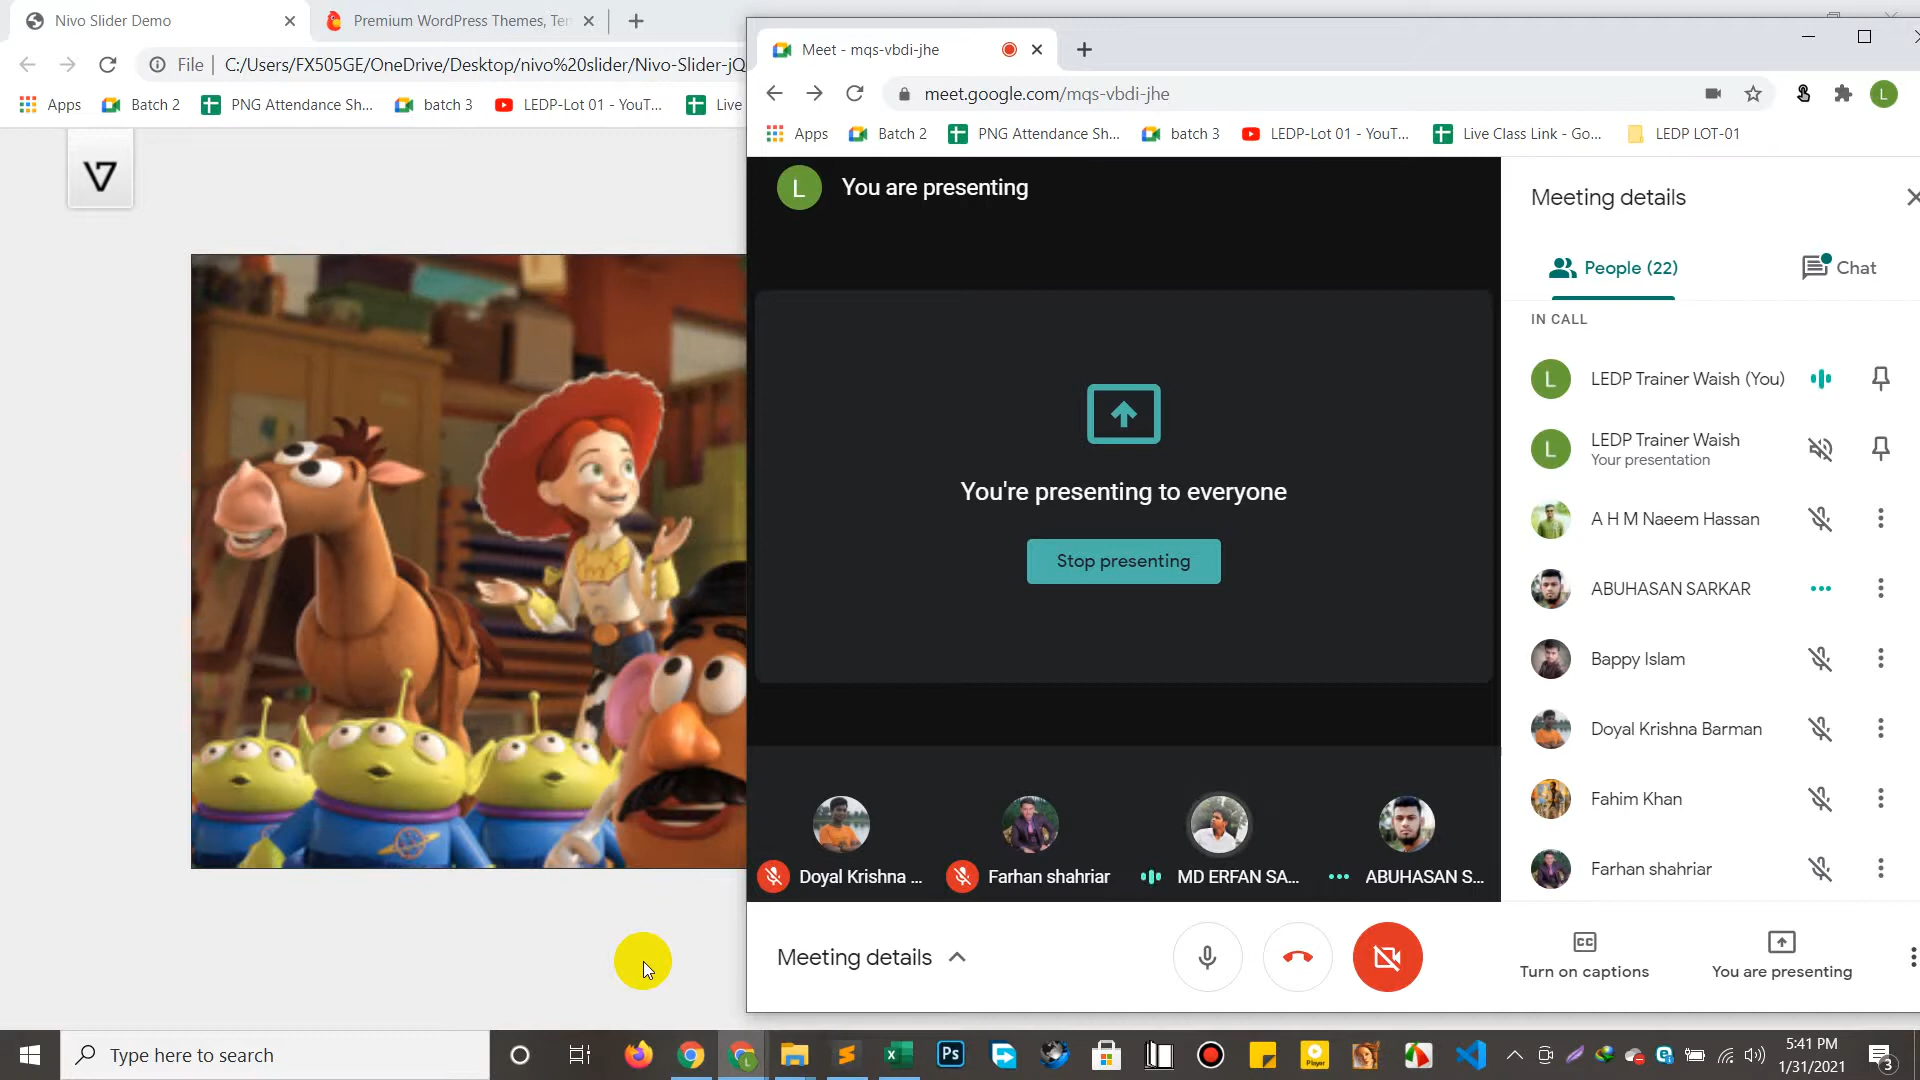 Nivo Slider Demo
Premium WordPress Themes, Ten
File
C:/Users/FX505GE/OneDrive/Desktop/nivo%20slider/Nivo-Slider-jQ
Apps
Batch 2
PNG Attendance Sh...
batch 3
LEDP-Lot 01 - YouT...
Live
Meet - mqs-vbdi-jhe
meet.google.com/mqs-vbdi-jhe
L
Apps
Batch 2
PNG Attendance Sh...
batch 3
LEDP-Lot 01 - YouT...
Live Class Link - Go...
LEDP LOT-01
L
You are presenting
You're presenting to everyone
Stop presenting
Doyal Krishna ...
Farhan shahriar
MD ERFAN SA...
ABUHASAN S...
Meeting details
Meeting details
People (22)
Chat
IN CALL
L
LEDP Trainer Waish (You)
L
LEDP Trainer Waish
Your presentation
A H M Naeem Hassan
ABUHASAN SARKAR
Bappy Islam
Doyal Krishna Barman
Fahim Khan
Farhan shahriar
CC
Turn on captions
You are presenting
Type here to search
L
Ps
Player
5:41 PM
1/31/2021
3